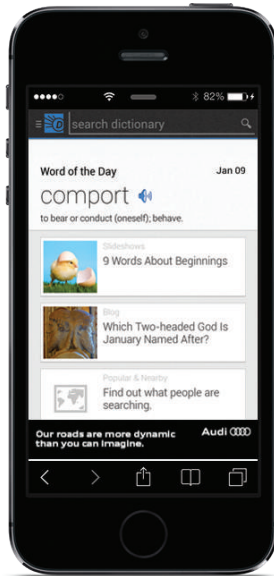 82%
search dictionary
Word of the Day Jan 09
comport
to bear or conduct (oneself); behave.
Slideshows
9 Words About Beginnings
Blog
Which Two-headed God Is
January Named After?
Popular & Nearby
Find out what people are
searching.
Our roads are more dynamic
than you can imagine.
Audi